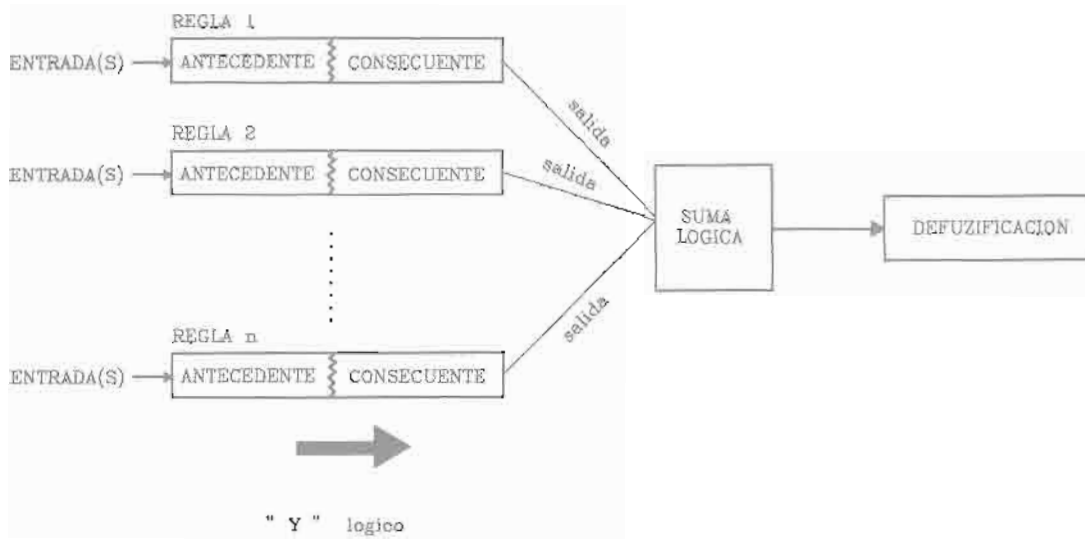 REGLA 1
ENTRADA(S) ANTECEDENTE CONSECUENTE
salida
REGLA 2
ENTRADA(S) ANTECEDENTE CONSECUENTE
salida
SUMA
LOGICA
DEFUZIFICACION
REGLA n
ENTRADA(S) ANTECEDENTE CONSECUENTE
salida
" Y " logico